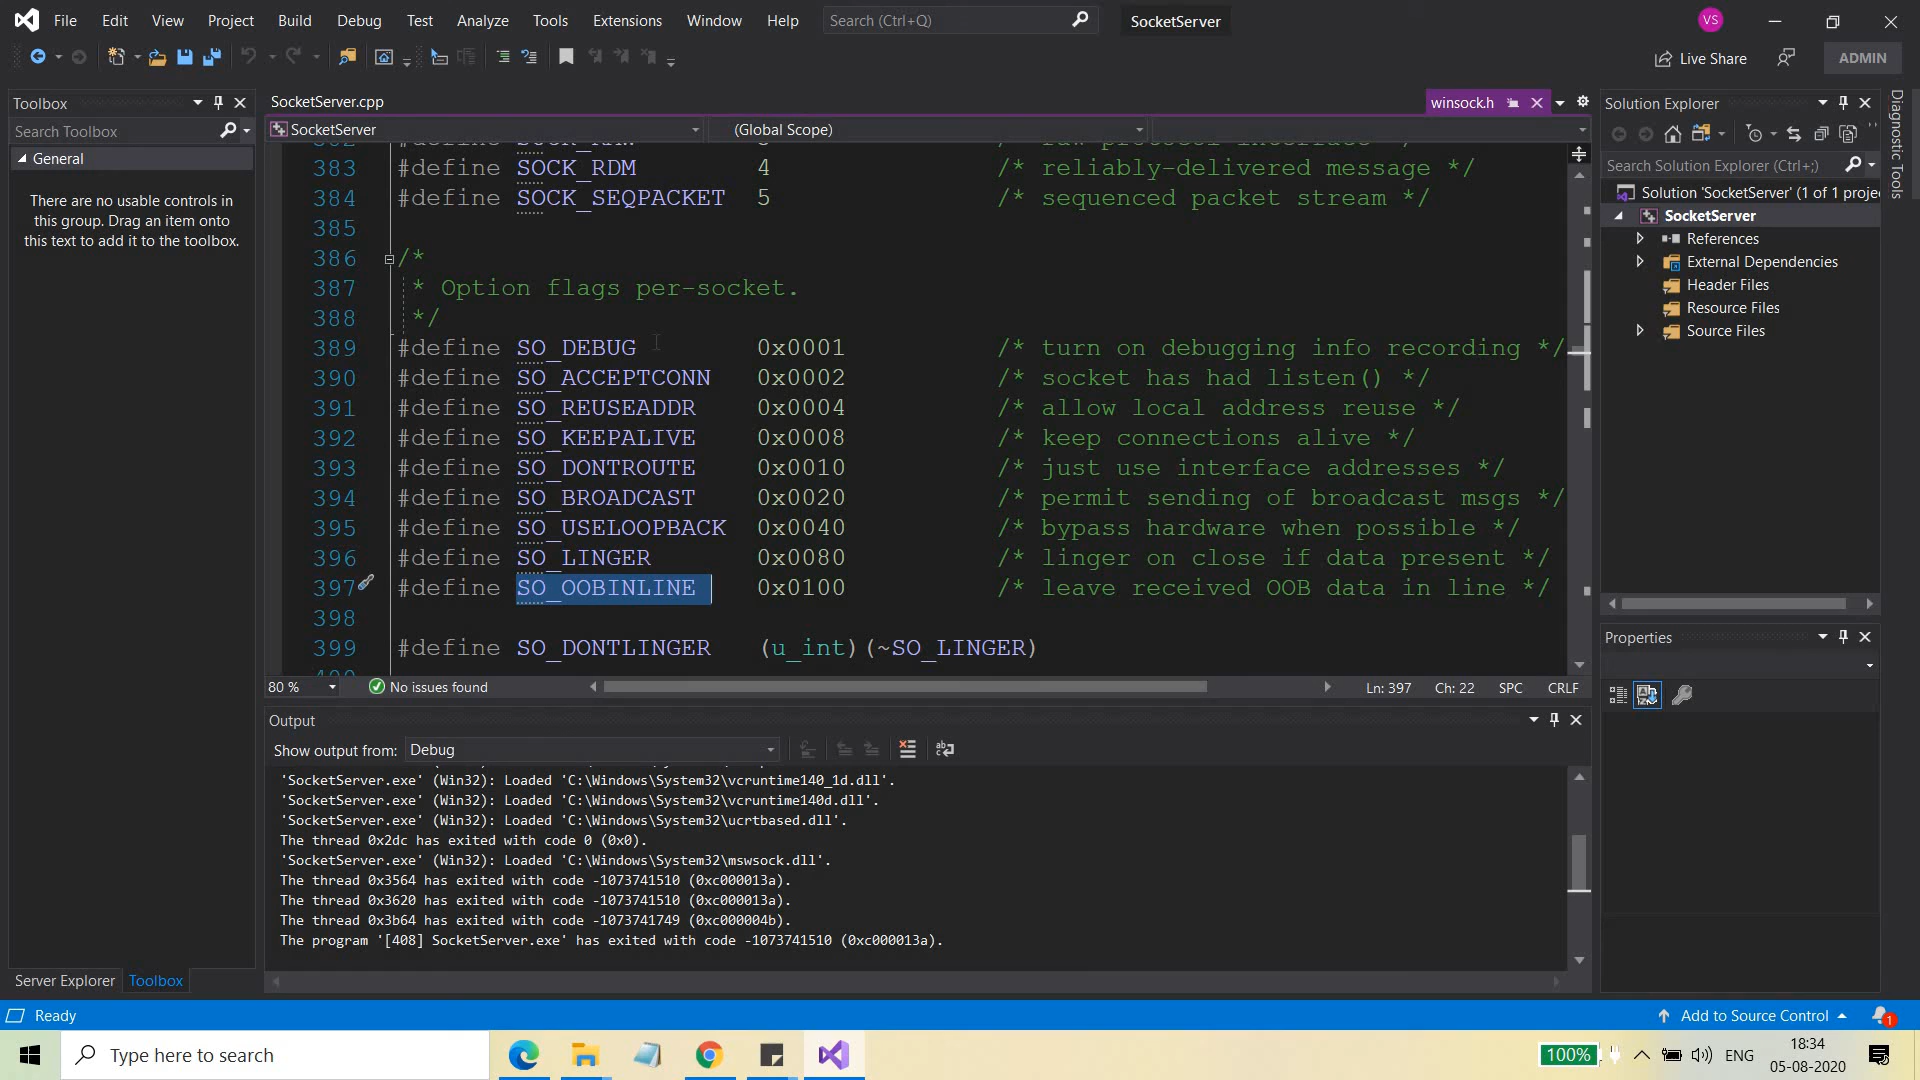 File Edit View Project Build Debug Test Analyze Tools Extensions Window Help Search (Ctrl+Q) SocketServer VS
Live Share ADMIN
Toolbox
Search Toolbox
General
There are no usable controls in
this group. Drag an item onto
this text to add it to the toolbox.
Server Explorer Toolbox
SocketServer.cpp winsock.h
SocketServer (Global Scope)
383 #define SOCK_RDM 4 /* reliably-delivered message */
384 #define SOCK_SEQPACKET 5 /* sequenced packet stream */
385
386 /*
387 * Option flags per-socket.
388 */
389 #define SO_DEBUG 0x0001 /* turn on debugging info recording */
390 #define SO_ACCEPTCONN 0x0002 /* socket has had listen() */
391 #define SO_REUSEADDR 0x0004 /* allow local address reuse */
392 #define SO_KEEPALIVE 0x0008 /* keep connections alive */
393 #define SO_DONTROUTE 0x0010 /* just use interface addresses */
394 #define SO_BROADCAST 0x0020 /* permit sending of broadcast msgs */
395 #define SO_USELOOPBACK 0x0040 /* bypass hardware when possible */
396 #define SO_LINGER 0x0080 /* linger on close if data present */
397 #define SO_OOBINLINE 0x0100 /* leave received OOB data in line */
398
399 #define SO_DONTLINGER (u_int)(~SO_LINGER)
80 % No issues found Ln: 397 Ch: 22 SPC CRLF
Output
Show output from: Debug
'SocketServer.exe' (Win32): Loaded 'C:\Windows\System32\vcruntime140_1d.dll'.
'SocketServer.exe' (Win32): Loaded 'C:\Windows\System32\vcruntime140d.dll'.
'SocketServer.exe' (Win32): Loaded 'C:\Windows\System32\ucrtbased.dll'.
The thread 0x2dc has exited with code 0 (0x0).
'SocketServer.exe' (Win32): Loaded 'C:\Windows\System32\mswsock.dll'.
The thread 0x3564 has exited with code -1073741510 (0xc000013a).
The thread 0x3620 has exited with code -1073741510 (0xc000013a).
The thread 0x3b64 has exited with code -1073741749 (0xc000004b).
The program '[408] SocketServer.exe' has exited with code -1073741510 (0xc000013a).
Solution Explorer
Search Solution Explorer (Ctrl+;)
Solution 'SocketServer' (1 of 1 proje
SocketServer
References
External Dependencies
Header Files
Resource Files
Source Files
Properties
Diagnostic Tools
Ready Add to Source Control 1
Type here to search 100% ENG 18:34
05-08-2020